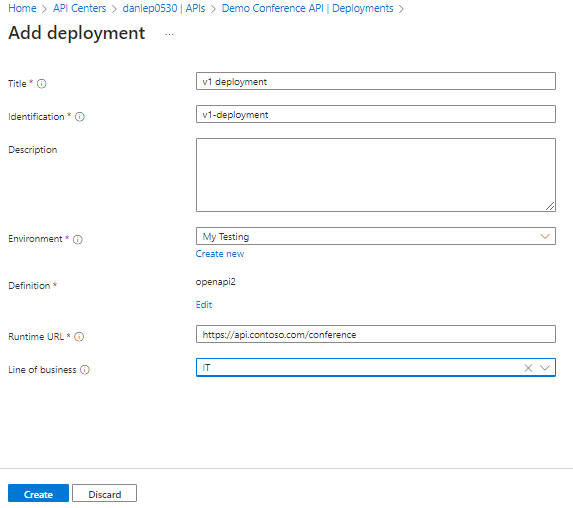 Home > API Centers > danlep0530 | APIs > Demo Conference API | Deployments >
Add deployment ...
Title * v1 deployment
Identification * v1-deployment
Description
Environment * My Testing
Create new
Definition * openapi2
Edit
Runtime URL * https://api.contoso.com/conference
Line of business IT
Create Discard